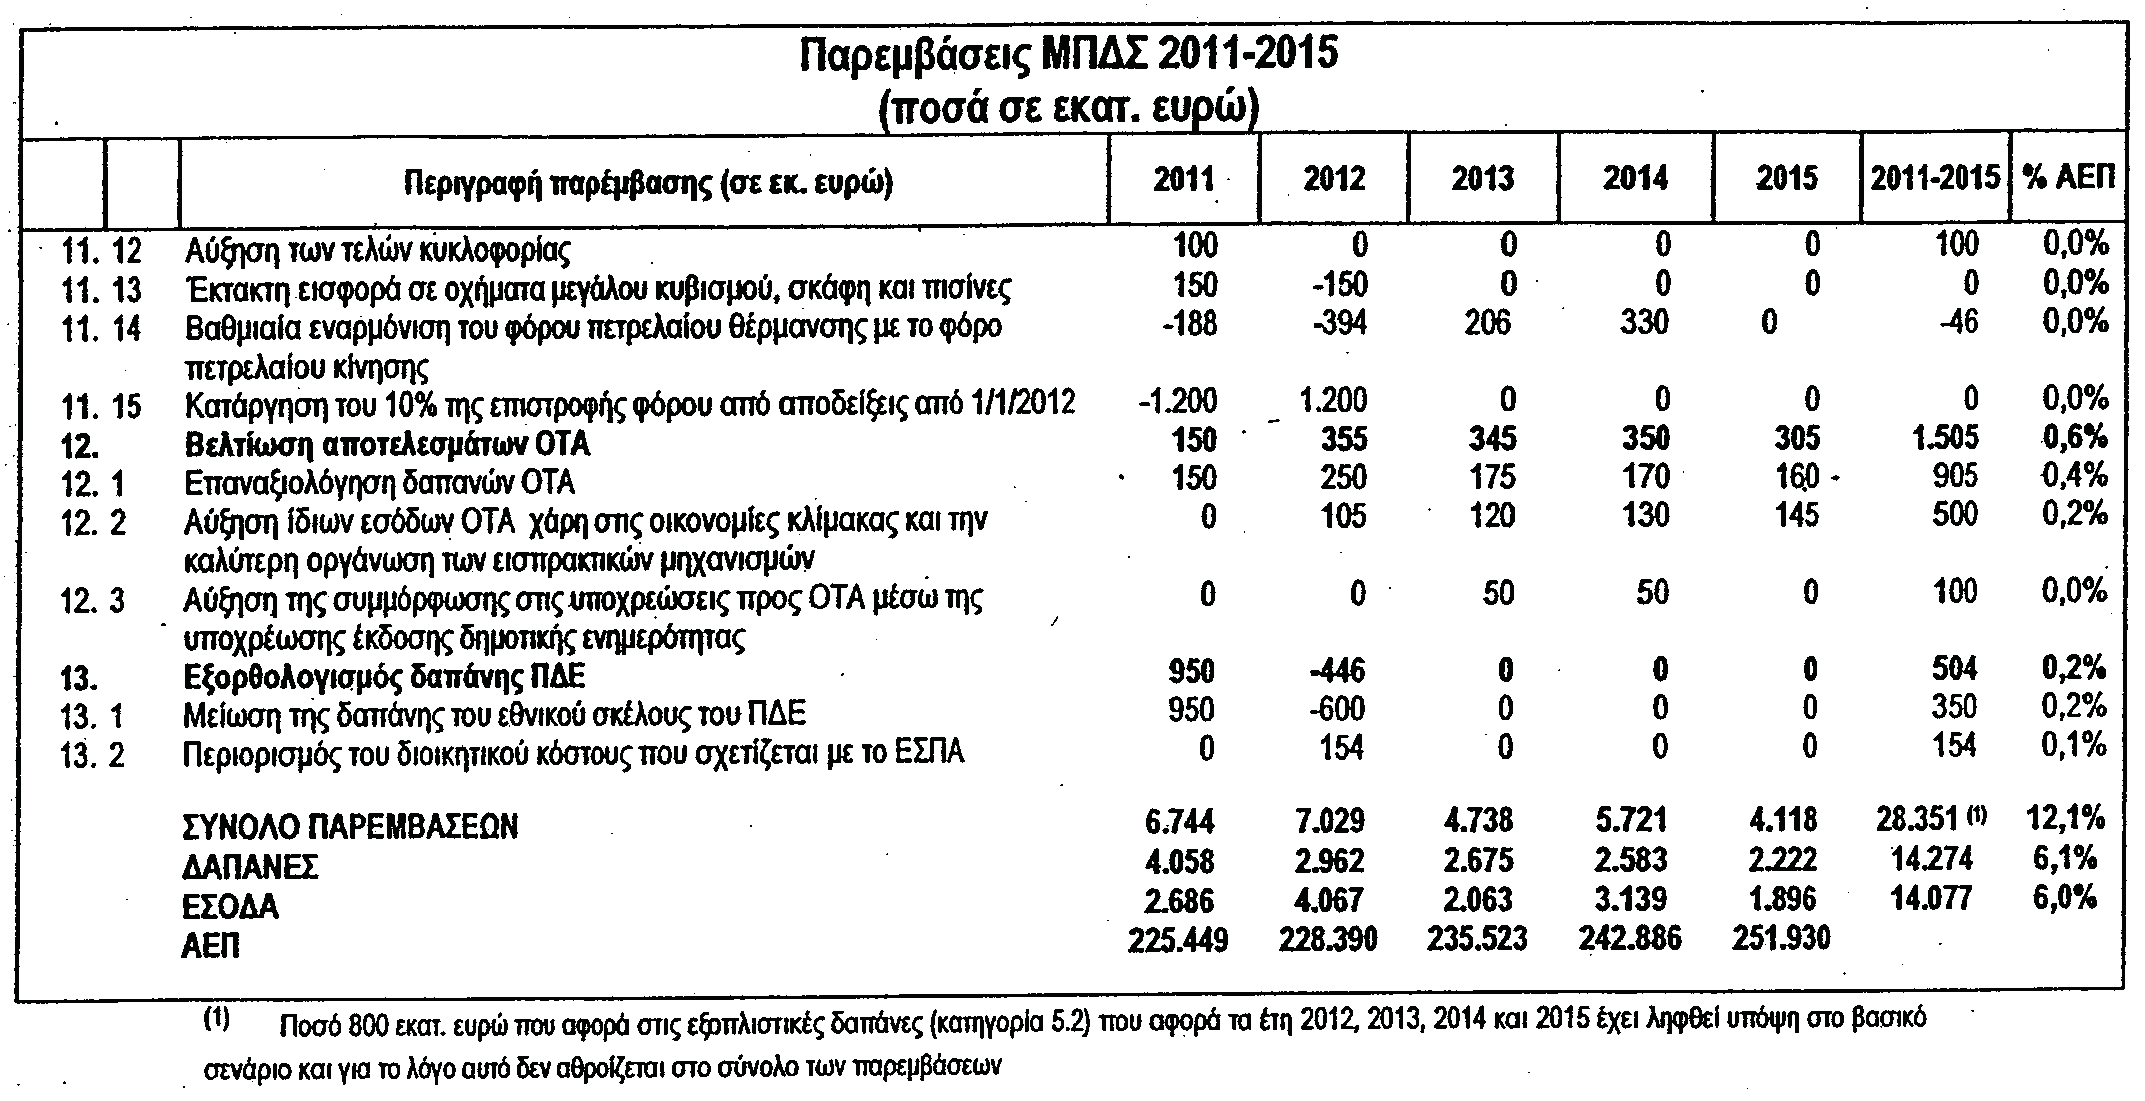 Παρεμβάσεις ΜΠΔΣ 2011-2015
(ποσά σε εκατ. ευρώ)
Περιγραφή παρέμβασης (σε εκ. ευρώ) 2011 2012 2013 2014 2015 2011-2015 % ΑΕΠ
11. 12 Αύξηση των τελών κυκλοφορίας 100 0 0 0 0 100 0,0%
11. 13 Έκτακτη εισφορά σε οχήματα μεγάλου κυβισμού, σκάφη και πισίνες 150 -150 0 0 0 0 0,0%
11. 14 Βαθμιαία εναρμόνιση του φόρου πετρελαίου θέρμανσης με το φόρο -188 -394 206 330 0 -46 0,0%
πετρελαίου κίνησης
11. 15 Κατάργηση του 10% της επιστροφής φόρου από αποδείξεις από 1/1/2012 -1.200 1.200 0 0 0 0 0,0%
12. Βελτίωση αποτελεσμάτων ΟΤΑ 150 355 345 350 305 1.505 0,6%
12. 1 Επαναξιολόγηση δαπανών ΟΤΑ 150 250 175 170 160 905 0,4%
12. 2 Αύξηση ίδιων εσόδων ΟΤΑ χάρη στις οικονομίες κλίμακας και την 0 105 120 130 145 500 0,2%
καλύτερη οργάνωση των εισπρακτικών μηχανισμών
12. 3 Αύξηση της συμμόρφωσης στις υποχρεώσεις προς ΟΤΑ μέσω της 0 0 50 50 0 100 0,0%
υποχρέωσης έκδοσης δημοτικής ενημερότητας
13. Εξορθολογισμός δαπάνης ΠΔΕ 950 -446 0 0 0 504 0,2%
13. 1 Μείωση της δαπάνης του εθνικού σκέλους του ΠΔΕ 950 -600 0 0 0 350 0,2%
13. 2 Περιορισμός του διοικητικού κόστους που σχετίζεται με το ΕΣΠΑ 0 154 0 0 0 154 0,1%
ΣΥΝΟΛΟ ΠΑΡΕΜΒΑΣΕΩΝ 6.744 7.029 4.738 5.721 4.118 28.351 (1) 12,1%
ΔΑΠΑΝΕΣ 4.058 2.962 2.675 2.583 2.222 14.274 6,1%
ΕΣΟΔΑ 2.686 4.067 2.063 3.139 1.896 14.077 6,0%
ΑΕΠ 225.449 228.390 235.523 242.886 251.930
(1) Ποσό 800 εκατ. ευρώ που αφορά στις εξοπλιστικές δαπάνες (κατηγορία 5.2) που αφορά τα έτη 2012, 2013, 2014 και 2015 έχει ληφθεί υπόψη στο βασικό
σενάριο και για το λόγο αυτό δεν αθροίζεται στο σύνολο των παρεμβάσεων